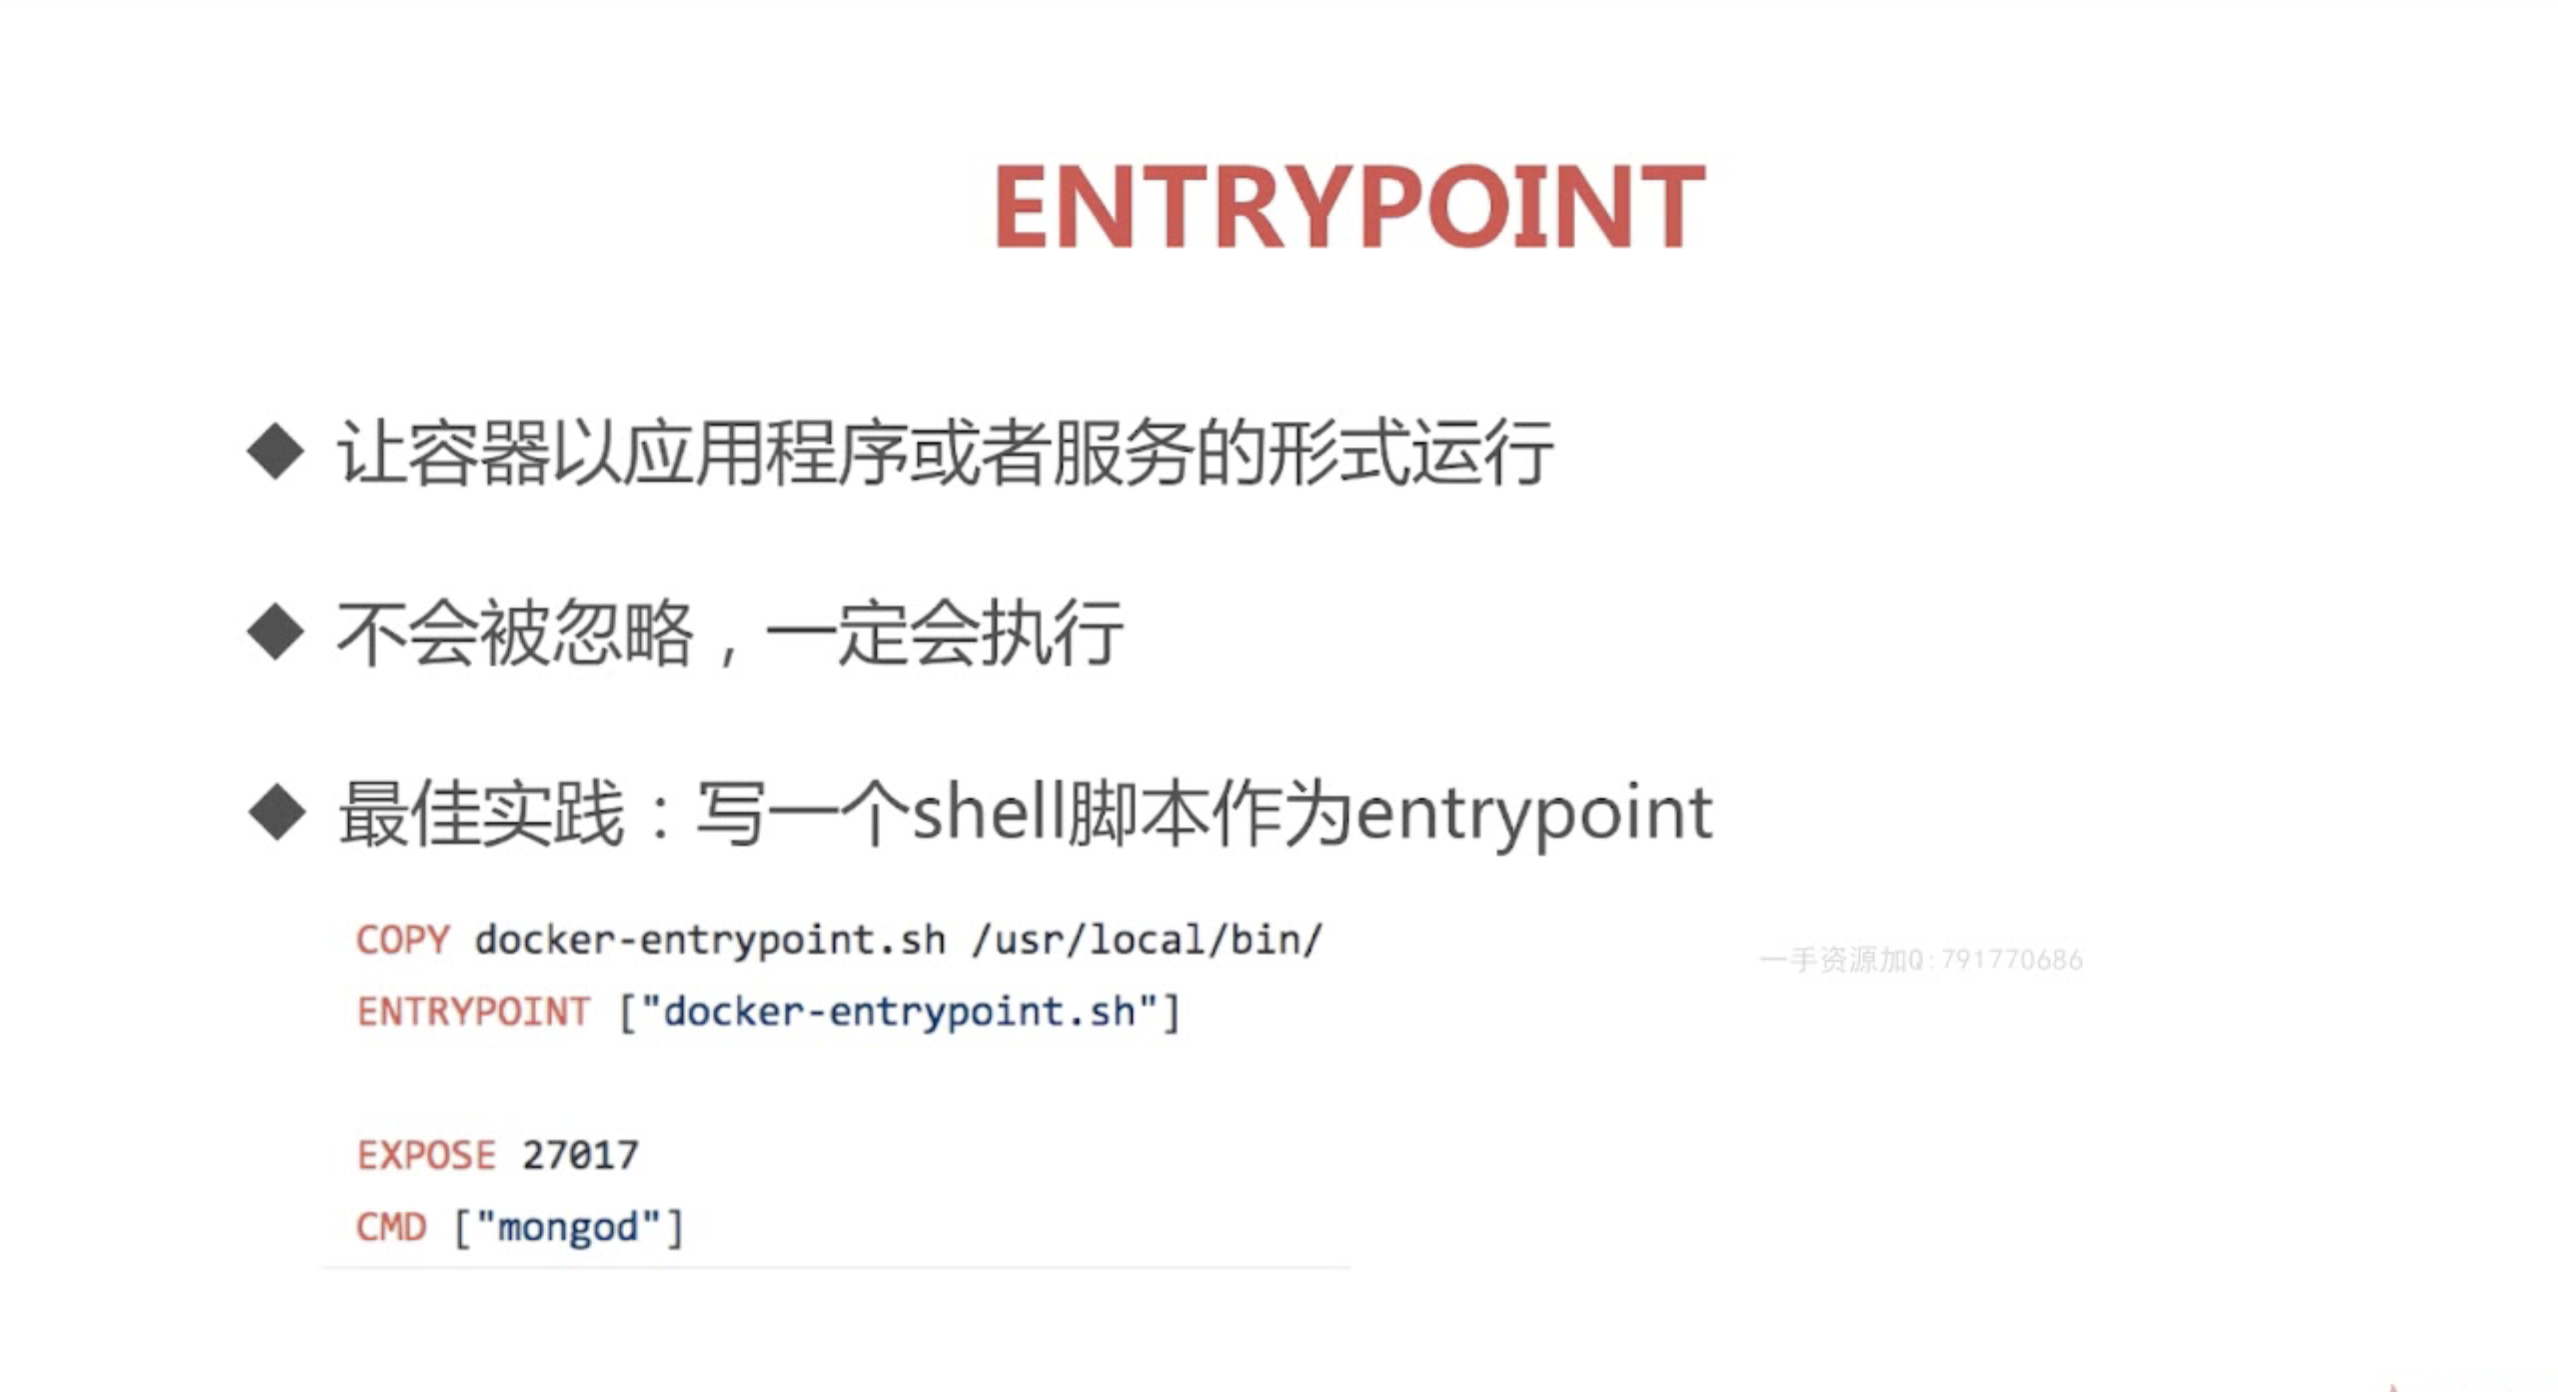 ENTRYPOINT
◆ 让容器以应用程序或者服务的形式运行
◆ 不会被忽略，一定会执行
◆ 最佳实践：写一个shell脚本作为entrypoint
COPY docker-entrypoint.sh /usr/local/bin/
一手资源加Q:791770686
ENTRYPOINT ["docker-entrypoint.sh"]
EXPOSE 27017
CMD ["mongod"]